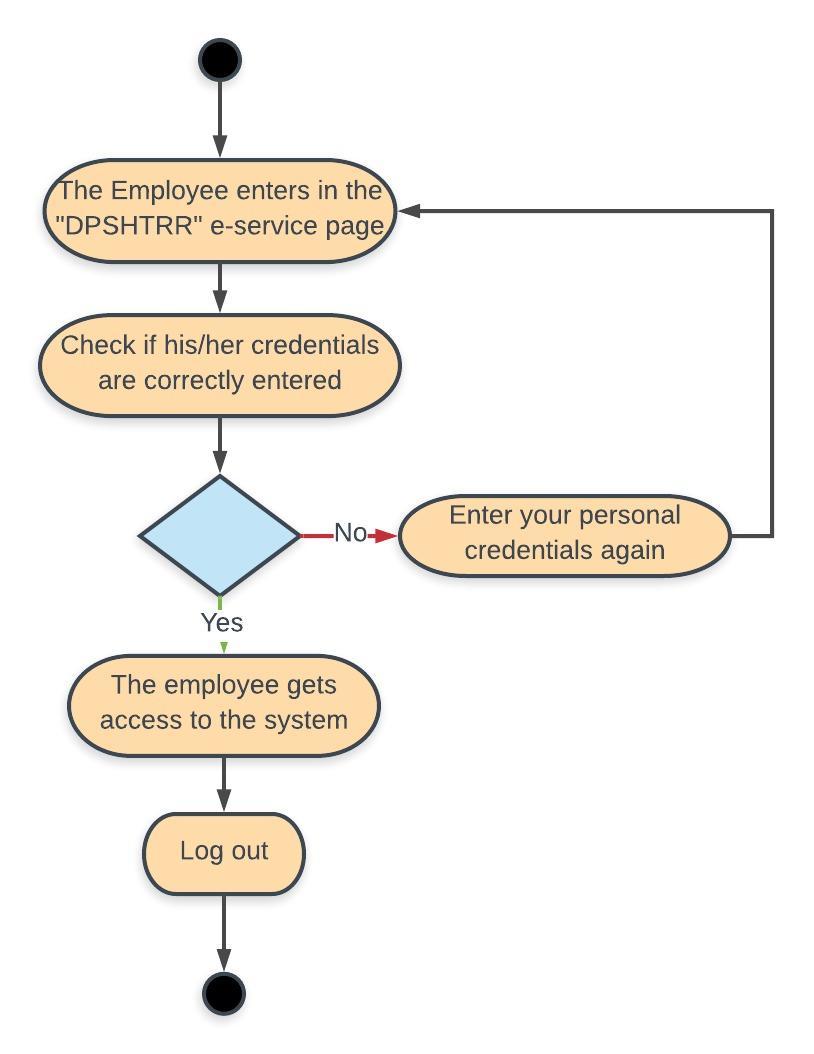 The Employee enters in the
"DPSHTRR" e-service page
Check if his/her credentials
are correctly entered
No
Enter your personal
credentials again
Yes
The employee gets
access to the system
Log out